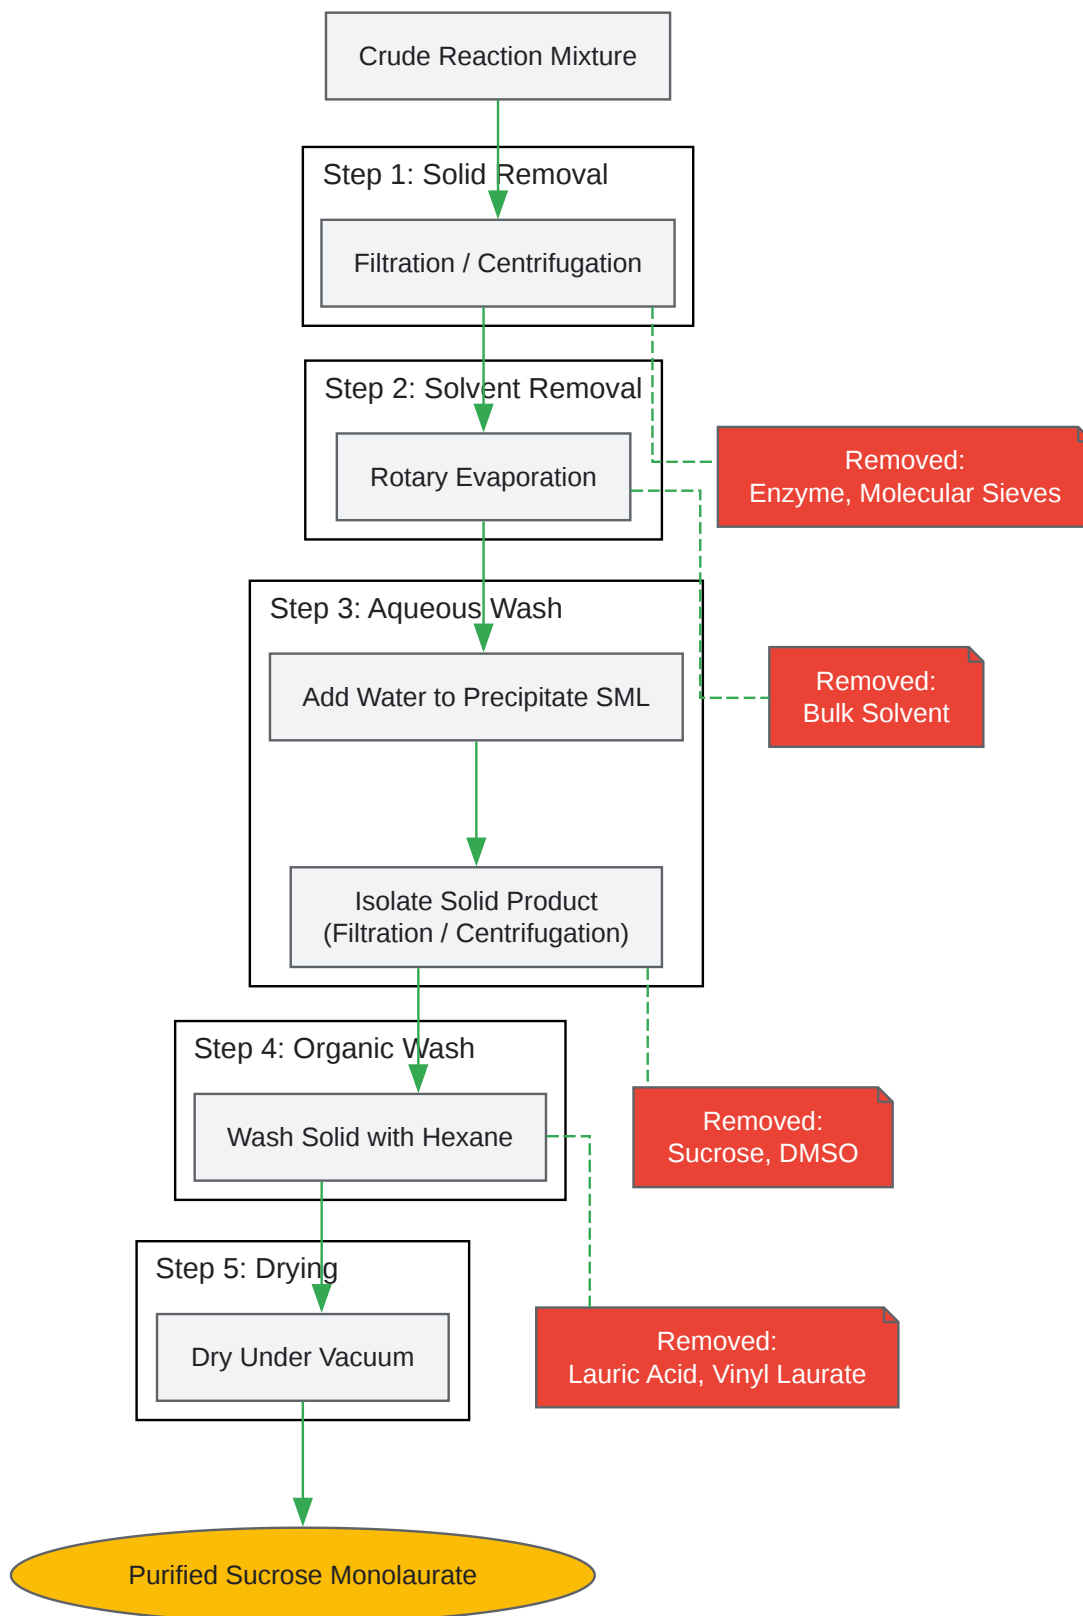 Crude Reaction Mixture
Step 1: Solid Removal
Filtration / Centrifugation
Step 2: Solvent Removal
Rotary Evaporation
Removed:
Enzyme, Molecular Sieves
Step 3: Aqueous Wash
Add Water to Precipitate SML
Removed:
Bulk Solvent
Isolate Solid Product
(Filtration / Centrifugation)
Step 4: Organic Wash
Wash Solid with Hexane
Removed:
Sucrose, DMSO
Step 5: Drying
Dry Under Vacuum
Removed:
Lauric Acid, Vinyl Laurate
Purified Sucrose Monolaurate